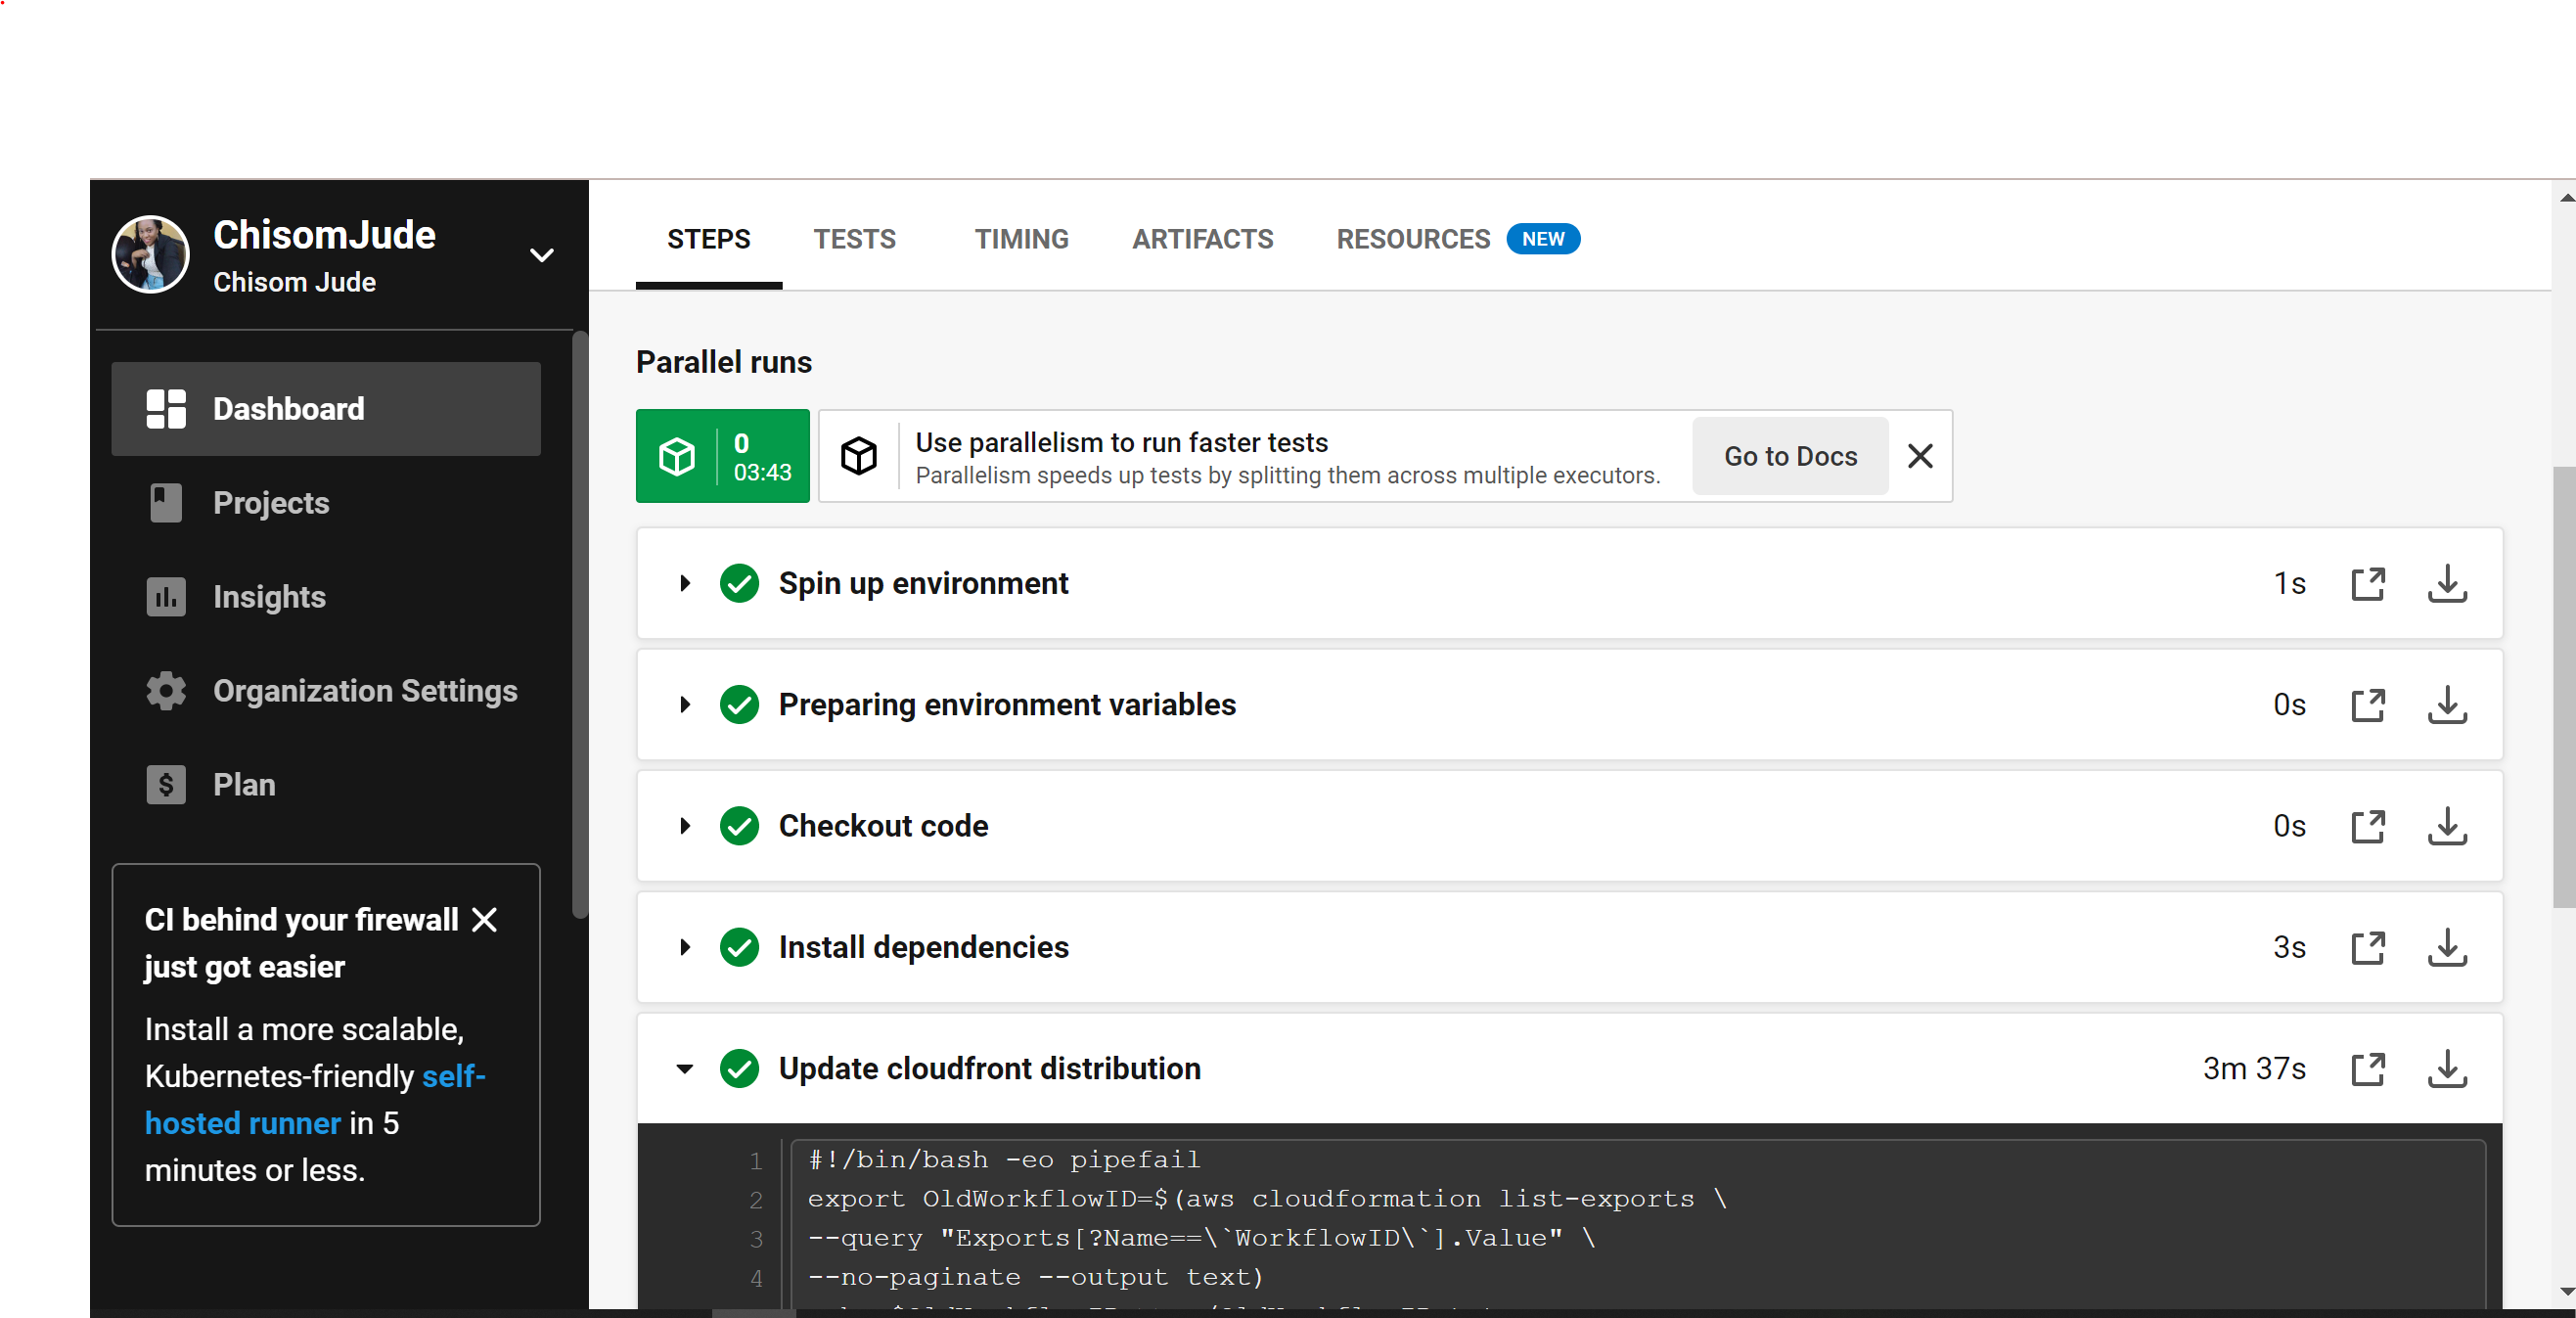 ChisomJude
Chisom Jude
Dashboard
Projects
Insights
Organization Settings
Plan
CI behind your firewall
just got easier
Install a more scalable,
Kubernetes-friendly self-
hosted runner in 5
minutes or less.
STEPS TESTS TIMING ARTIFACTS RESOURCES NEW
Parallel runs
0
03:43
Use parallelism to run faster tests
Parallelism speeds up tests by splitting them across multiple executors.
Go to Docs
Spin up environment 1s
Preparing environment variables 0s
Checkout code 0s
Install dependencies 3s
Update cloudfront distribution 3m 37s
1 #!/bin/bash -eo pipefail
2 export OldWorkflowID=$(aws cloudformation list-exports \
3 --query "Exports[?Name==\`WorkflowID\`].Value" \
4 --no-paginate --output text)